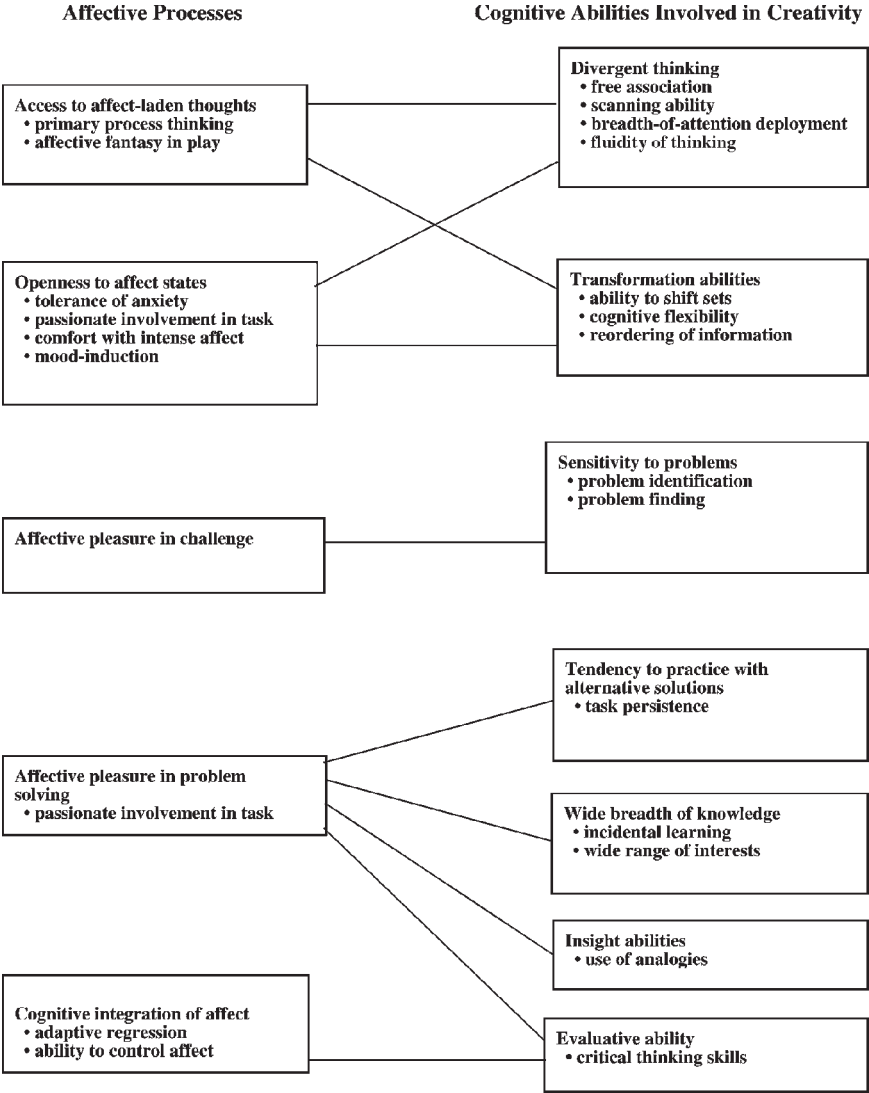 Affective Processes
Cognitive Abilities Involved in Creativity
Access to affect-laden thoughts
• primary process thinking
• affective fantasy in play
Divergent thinking
• free association
• scanning ability
• breadth-of-attention deployment
• fluidity of thinking
Openness to affect states
• tolerance of anxiety
• passionate involvement in task
• comfort with intense affect
• mood-induction
Transformation abilities
• ability to shift sets
• cognitive flexibility
• reordering of information
Affective pleasure in challenge
Sensitivity to problems
• problem identification
• problem finding
Affective pleasure in problem
solving
• passionate involvement in task
Tendency to practice with
alternative solutions
• task persistence
Wide breadth of knowledge
• incidental learning
• wide range of interests
Insight abilities
• use of analogies
Cognitive integration of affect
• adaptive regression
• ability to control affect
Evaluative ability
• critical thinking skills